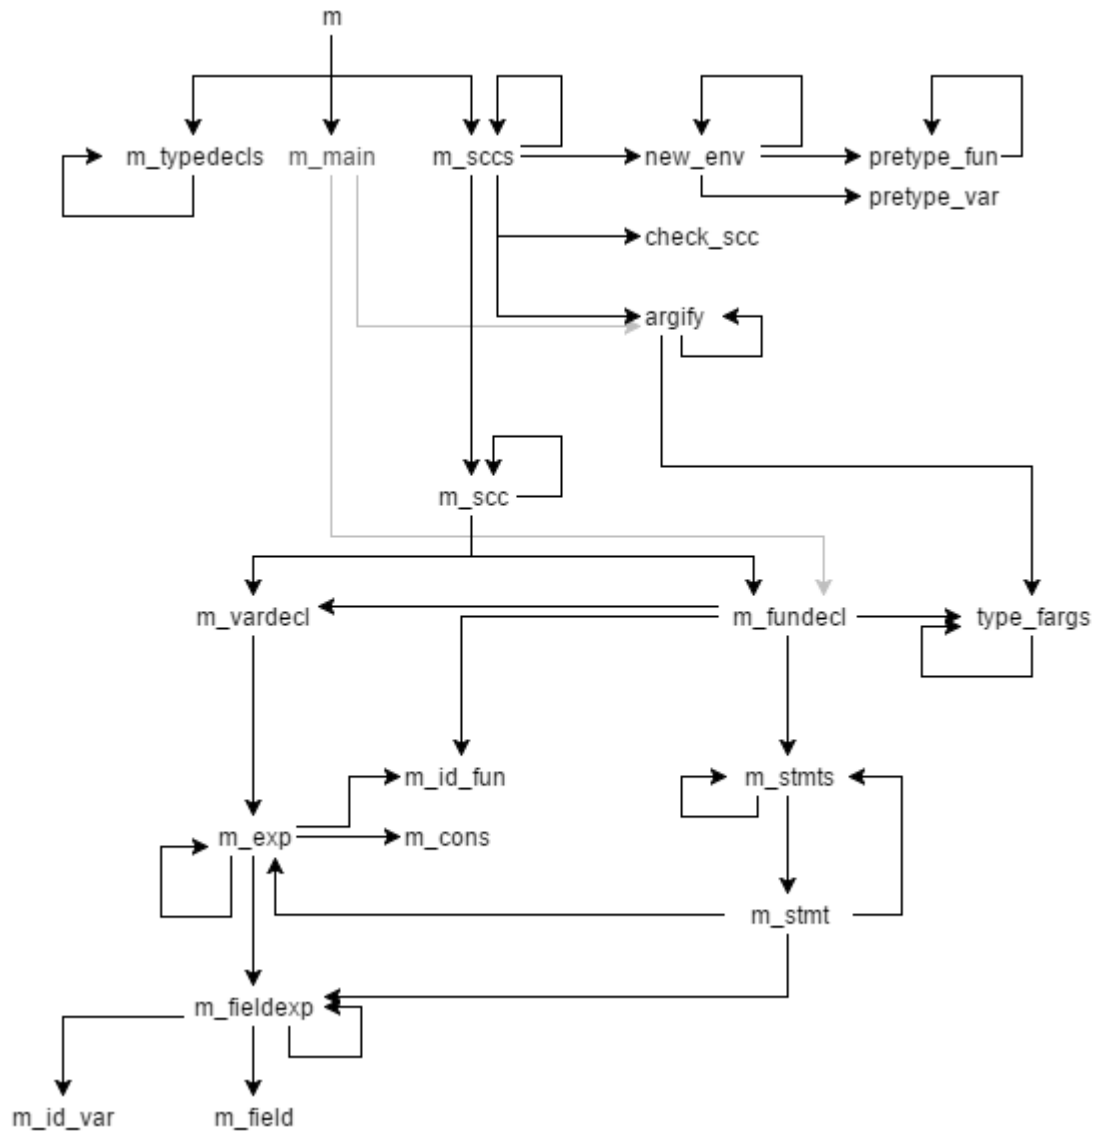 m
m_typedecls m_main m_sccs new_env pretype_fun
pretype_var
check_scc
argify
m_scc
m_vardecl m_fundecl type_fargs
m_id_fun m_stmts
m_exp m_cons
m_stmt
m_fieldexp
m_id_var m_field